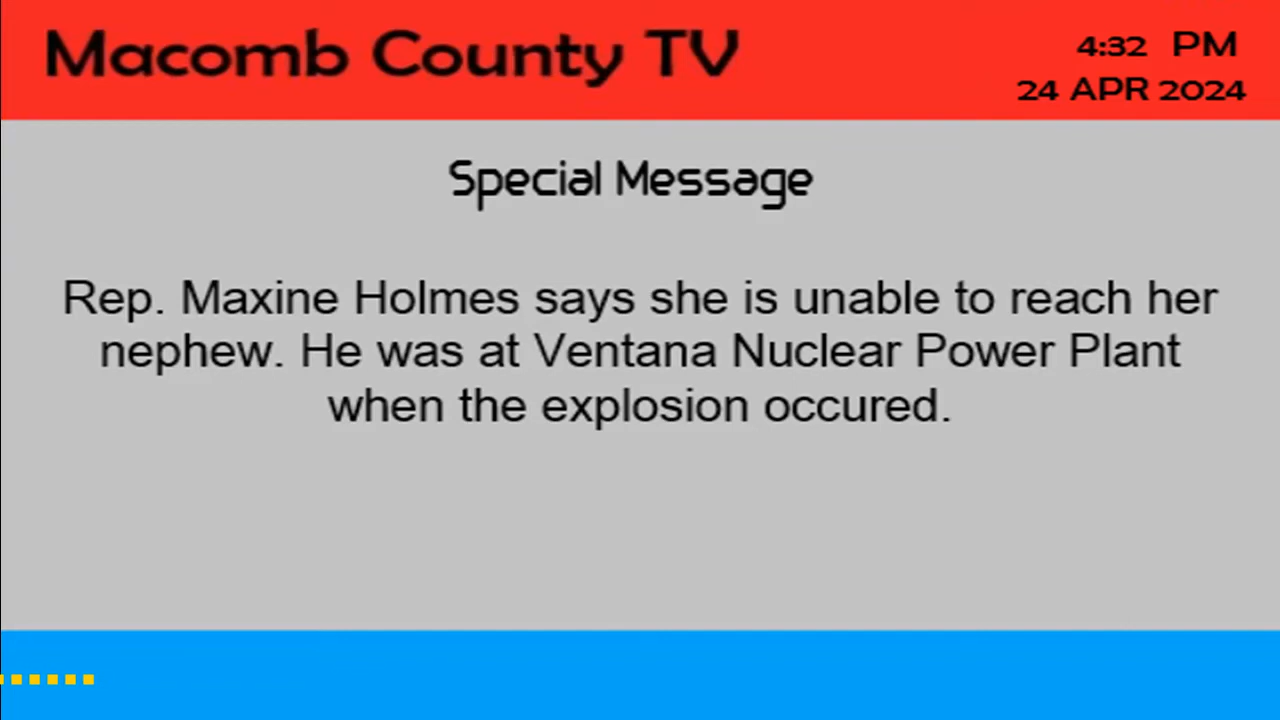 Macomb County TV
4:32 PM
24 APR 2024
Special Message
Rep. Maxine Holmes says she is unable to reach her
nephew. He was at Ventana Nuclear Power Plant
when the explosion occured.